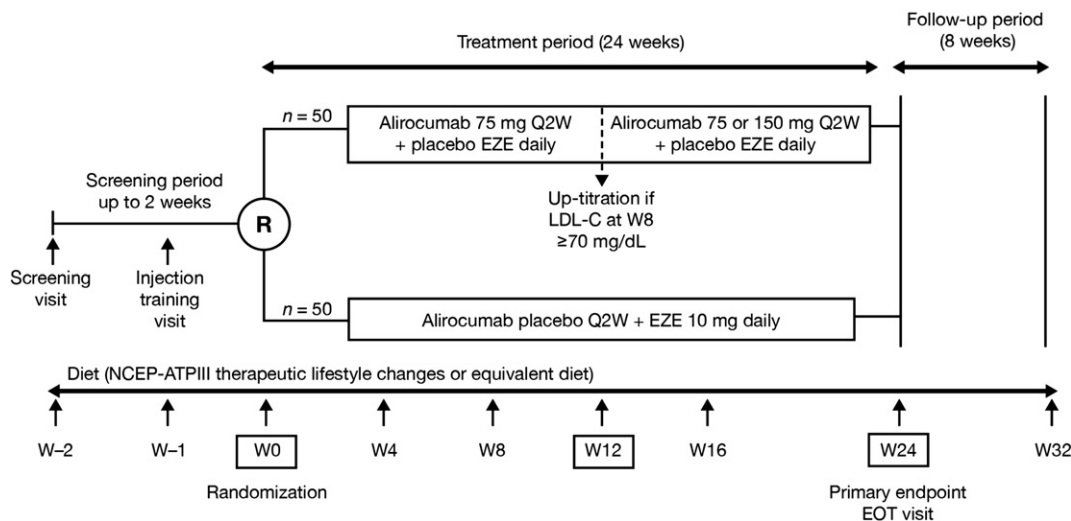 Treatment period (24 weeks)
Follow-up period
(8 weeks)
n = 50
Alirocumab 75 mg Q2W
+ placebo EZE daily
Alirocumab 75 or 150 mg Q2W
+ placebo EZE daily
Screening period
up to 2 weeks
R
Up-titration if
LDL-C at W8
≥70 mg/dL
Screening
visit
Injection
training
visit
n = 50
Alirocumab placebo Q2W + EZE 10 mg daily
Diet (NCEP-ATPIII therapeutic lifestyle changes or equivalent diet)
W–2
W–1
W0
W4
W8
W12
W16
W24
W32
Randomization
Primary endpoint
EOT visit